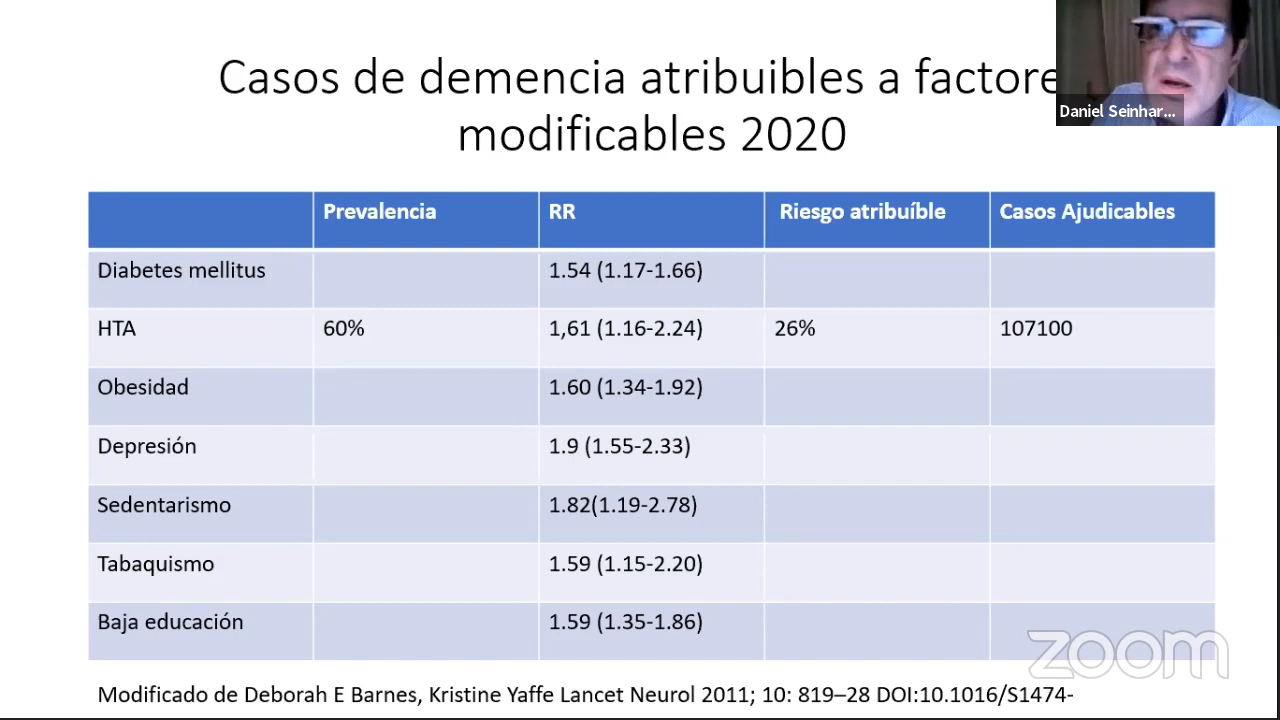 Casos de demencia atribuibles a factore
modificables 2020
Daniel Seinhar...
Prevalencia RR Riesgo atribuíble Casos Ajudicables
Diabetes mellitus 1.54 (1.17-1.66)
HTA 60% 1,61 (1.16-2.24) 26% 107100
Obesidad 1.60 (1.34-1.92)
Depresión 1.9 (1.55-2.33)
Sedentarismo 1.82(1.19-2.78)
Tabaquismo 1.59 (1.15-2.20)
Baja educación 1.59 (1.35-1.86)
zoom
Modificado de Deborah E Barnes, Kristine Yaffe Lancet Neurol 2011; 10: 819–28 DOI:10.1016/S1474-